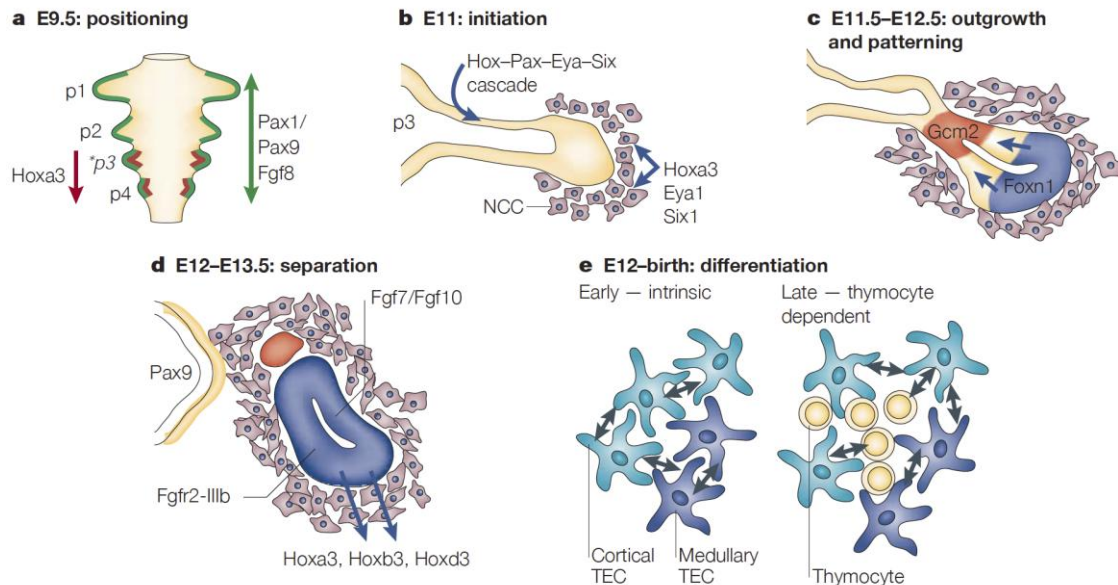 a E9.5: positioning
p1
p2
*p3
p4
Hoxa3
Pax1/
Pax9
Fgf8
b E11: initiation
Hox–Pax–Eya–Six
cascade
p3
Hoxa3
Eya1
Six1
NCC
c E11.5–E12.5: outgrowth
and patterning
Gcm2
Foxn1
d E12–E13.5: separation
Fgf7/Fgf10
Pax9
Fgfr2-IIIb
Hoxa3, Hoxb3, Hoxd3
e E12–birth: differentiation
Early — intrinsic
Late — thymocyte
dependent
Cortical
TEC
Medullary
TEC
Thymocyte